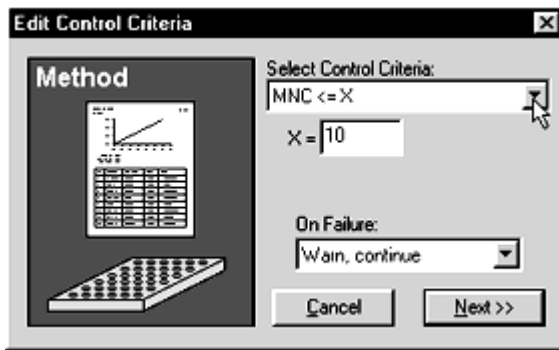 Edit Control Criteria
Method
Select Control Criteria:
MNC <= X
X = 10
On Failure:
Warn, continue
Cancel
Next >>